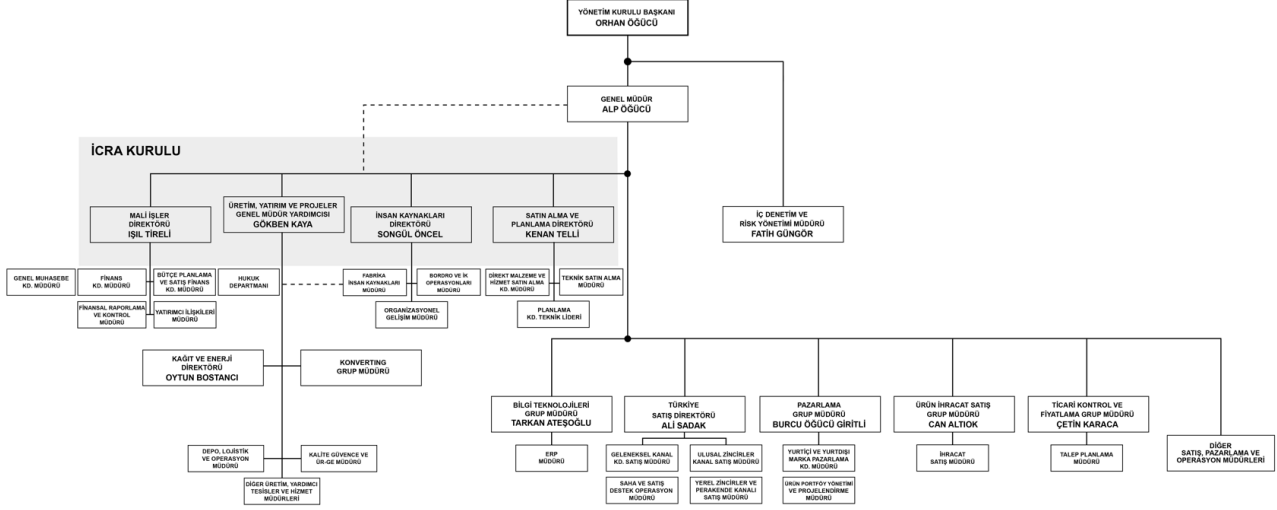 YÖNETİM KURULU BAŞKANI
ORHAN ÖĞÜCÜ
GENEL MÜDÜR
ALP ÖĞÜCÜ
İCRA KURULU
MALİ İŞLER
DİREKTÖRÜ
IŞIL TİRELİ
ÜRETİM, YATIRIM VE PROJELER
GENEL MÜDÜR YARDIMCISI
GÖKBEN KAYA
İNSAN KAYNAKLARI
DİREKTÖRÜ
SONGÜL ÖNCEL
SATIN ALMA VE
PLANLAMA DİREKTÖRÜ
KENAN TELLİ
İÇ DENETİM VE
RİSK YÖNETİMİ MÜDÜRÜ
FATİH GÜNGÖR
GENEL MUHASEBE
KD. MÜDÜRÜ
FİNANS
KD. MÜDÜRÜ
BÜTÇE PLANLAMA
VE SATIŞ FİNANS
KD. MÜDÜRÜ
HUKUK
DEPARTMANI
FABRİKA
İNSAN KAYNAKLARI
MÜDÜRÜ
BORDRO VE İK
OPERASYONLARI
MÜDÜRÜ
DİREKT MALZEME VE
HİZMET SATIN ALMA
KD. MÜDÜRÜ
TEKNİK SATIN ALMA
MÜDÜRÜ
FİNANSAL RAPORLAMA
VE KONTROL
MÜDÜRÜ
YATIRIMCI İLİŞKİLERİ
MÜDÜRÜ
ORGANİZASYONEL
GELİŞİM MÜDÜRÜ
PLANLAMA
KD. TEKNİK LİDERİ
KAĞIT VE ENERJİ
DİREKTÖRÜ
OYTUN BOSTANCI
KONVERTING
GRUP MÜDÜRÜ
DEPO, LOJİSTİK
VE OPERASYON
MÜDÜRÜ
KALİTE GÜVENCE VE
ÜR-GE MÜDÜRÜ
DİĞER ÜRETİM, YARDIMCI
TESİSLER VE HİZMET
MÜDÜRLERİ
BİLGİ TEKNOLOJİLERİ
GRUP MÜDÜRÜ
TARKAN ATEŞOĞLU
TÜRKİYE
SATIŞ DİREKTÖRÜ
ALİ SADAK
PAZARLAMA
GRUP MÜDÜRÜ
BURCU ÖĞÜCÜ GİRİTLİ
ÜRÜN İHRACAT SATIŞ
GRUP MÜDÜRÜ
CAN ALTIOK
TİCARİ KONTROL VE
FİYATLAMA GRUP MÜDÜRÜ
ÇETİN KARACA
DİĞER
SATIŞ, PAZARLAMA VE
OPERASYON MÜDÜRLERİ
ERP
MÜDÜRÜ
GELENEKSEL KANAL
KD. SATIŞ MÜDÜRÜ
ULUSAL ZİNCİRLER
KANAL SATIŞ MÜDÜRÜ
YURTİÇİ VE YURTDIŞI
MARKA PAZARLAMA
KD. MÜDÜRÜ
İHRACAT
SATIŞ MÜDÜRÜ
TALEP PLANLAMA
MÜDÜRÜ
SAHA VE SATIŞ
DESTEK OPERASYON
MÜDÜRÜ
YEREL ZİNCİRLER VE
PERAKENDE KANALI
SATIŞ MÜDÜRÜ
ÜRÜN PORTFÖY YÖNETİMİ
VE PROJELENDİRME
MÜDÜRÜ